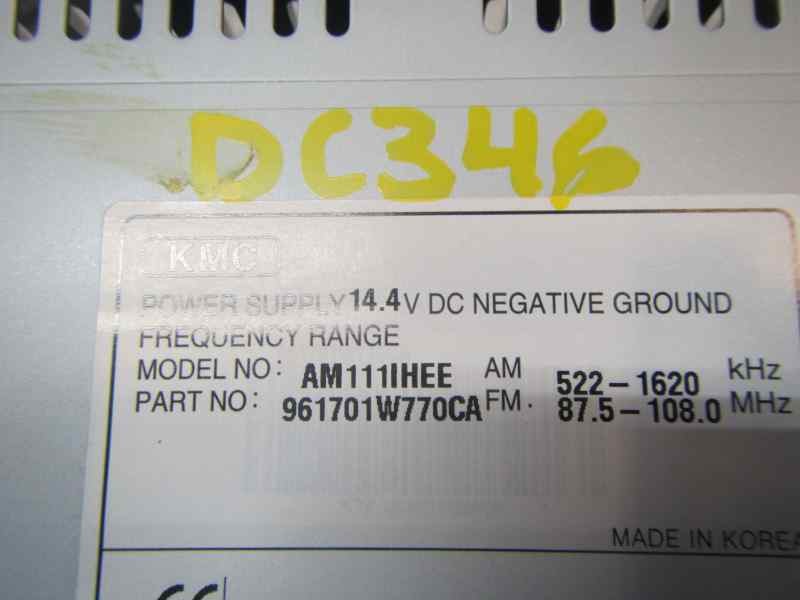 DC346
KMC
POWER SUPPLY 14.4V DC NEGATIVE GROUND
FREQUENCY RANGE
MODEL NO: AM111IHEE AM 522-1620 kHz
PART NO: 961701W770CA FM. 87.5-108.0 MHz
MADE IN KOREA